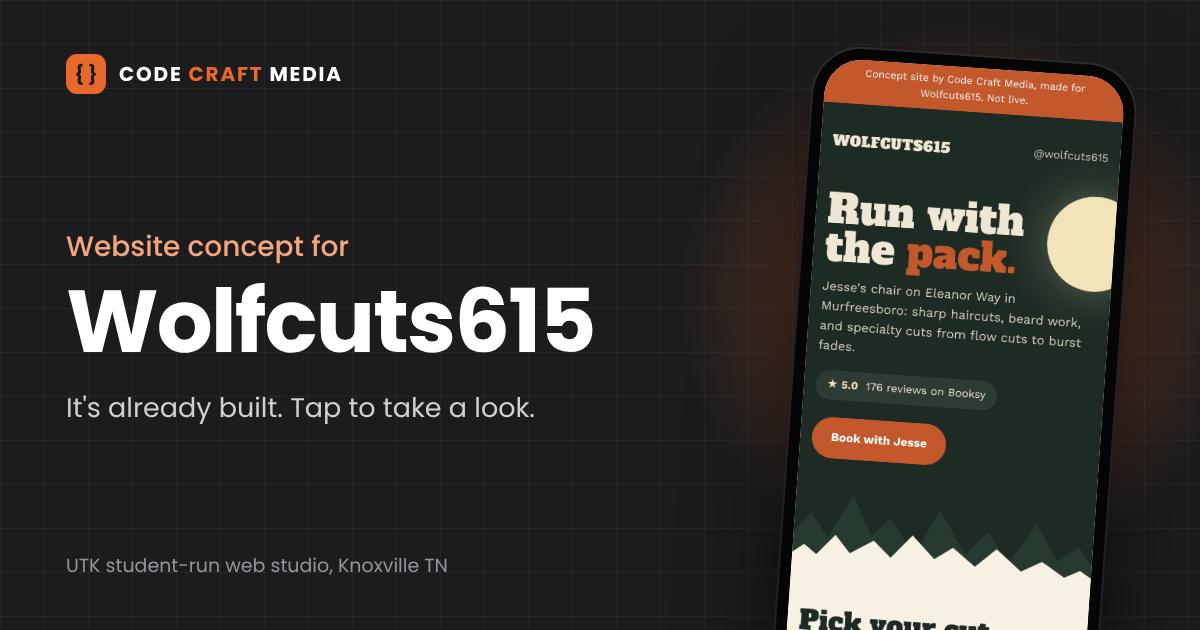 { }
CODE CRAFT MEDIA
Website concept for
Wolfcuts615
It's already built. Tap to take a look.
UTK student-run web studio, Knoxville TN
Concept site by Code Craft Media, made for
Wolfcuts615. Not live.
WOLFCUTS615
@wolfcuts615
Run with
the pack.
Jesse's chair on Eleanor Way in
Murfreesboro: sharp haircuts, beard work,
and specialty cuts from flow cuts to burst
fades.
★ 5.0 176 reviews on Booksy
Book with Jesse
Pick your cut